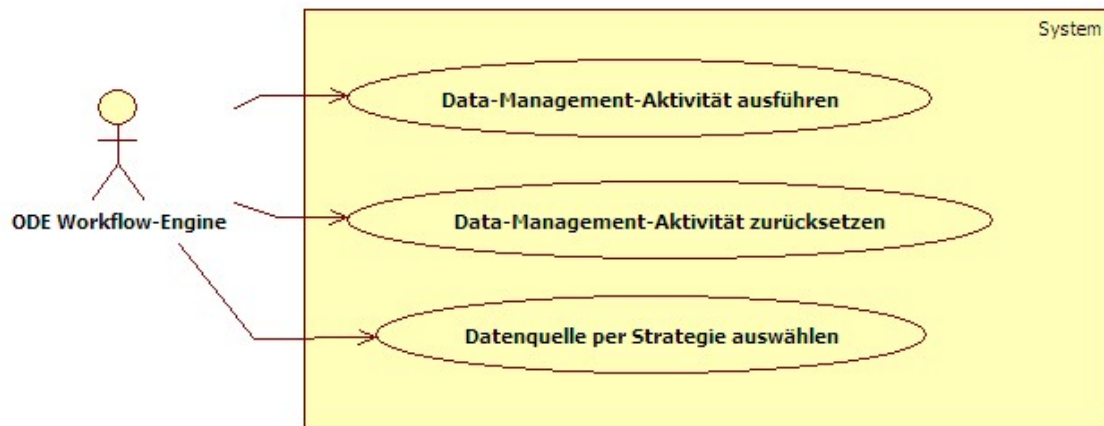 System
Data-Management-Aktivität ausführen
ODE Workflow-Engine
Data-Management-Aktivität zurücksetzen
Datenquelle per Strategie auswählen